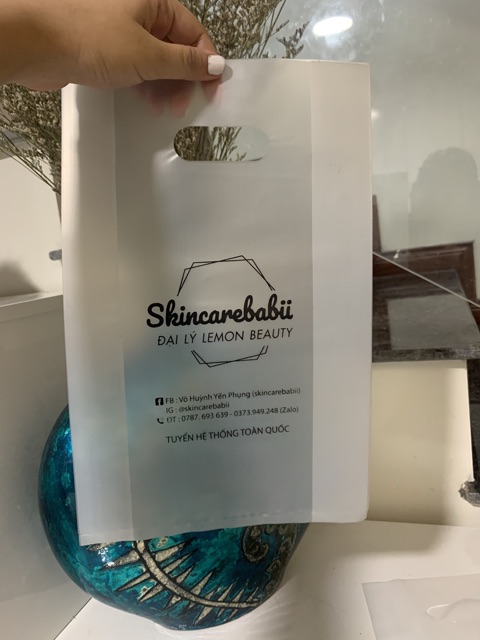 Skincarebabii
ĐẠI LÝ LEMON BEAUTY
FB : Võ Huỳnh Yến Phụng (skincarebabii)
IG : @skincarebabii
ĐT : 0787. 693 639 - 0373.949.248 (Zalo)
TUYỂN HỆ THỐNG TOÀN QUỐC